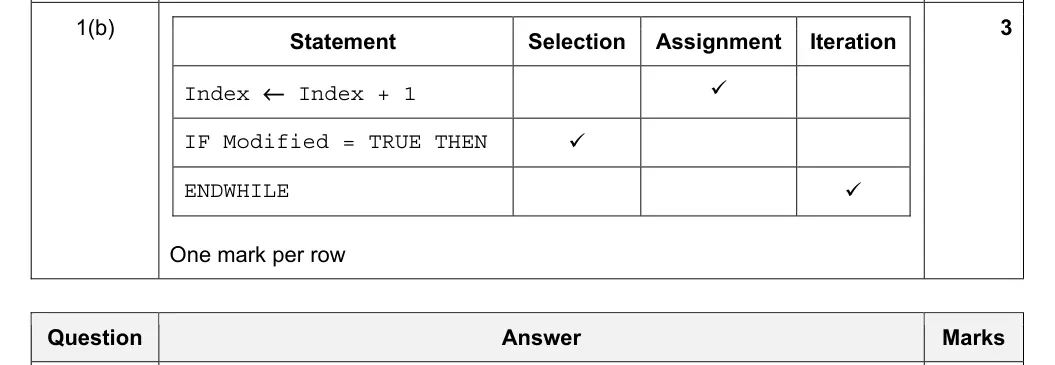 1(b)
Statement Selection Assignment Iteration
3
Index ← Index + 1 ✓
IF Modified = TRUE THEN ✓
ENDWHILE ✓
One mark per row
Question Answer Marks